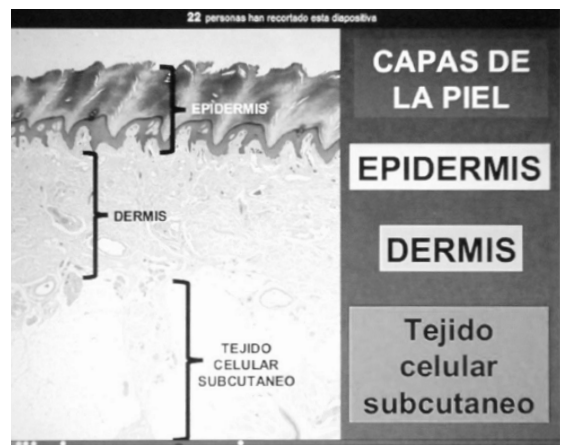 22 personas han recortado esta diapositiva
CAPAS DE
LA PIEL
EPIDERMIS
EPIDERMIS
DERMIS
DERMIS
TEJIDO
CELULAR
SUBCUTANEO
Tejido
celular
subcutaneo